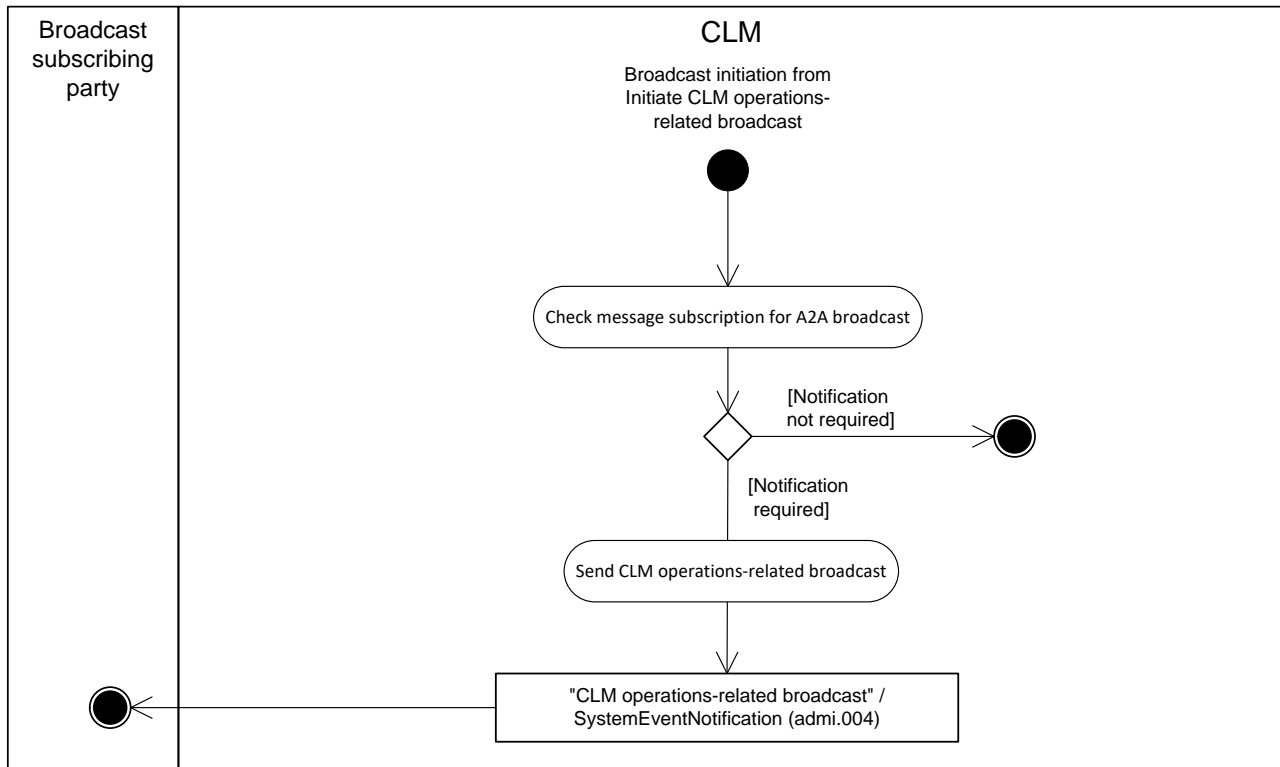 Broadcast
subscribing
party
CLM
Broadcast initiation from
Initiate CLM operations-
related broadcast
Check message subscription for A2A broadcast
[Notification
not required]
[Notification
required]
Send CLM operations-related broadcast
"CLM operations-related broadcast" /
SystemEventNotification (admi.004)